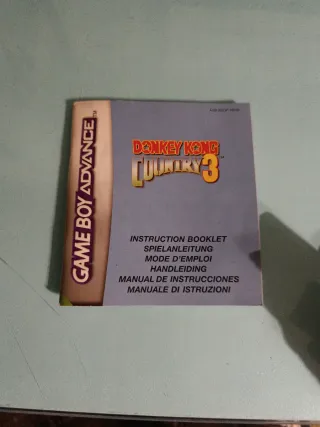 GAME BOY ADVANCE
DONKEY KONG
COUNTRY 3
INSTRUCTION BOOKLET
SPIELANLEITUNG
MODE D'EMPLOI
HANDLEIDING
MANUAL DE INSTRUCCIONES
MANUALE DI ISTRUZIONI